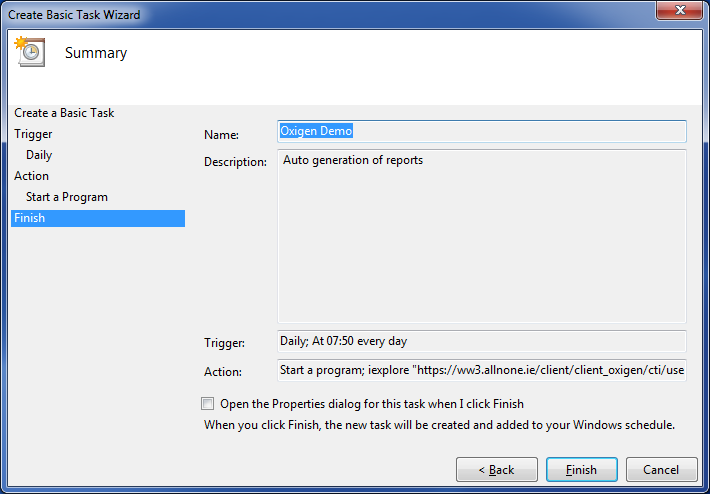 Create Basic Task Wizard
Summary
Create a Basic Task
Trigger
Daily
Action
Start a Program
Finish
Name: Oxigen Demo
Description: Auto generation of reports
Trigger: Daily; At 07:50 every day
Action: Start a program; iexplore "https://ww3.allnone.ie/client/client_oxigen/cti/use
Open the Properties dialog for this task when I click Finish
When you click Finish, the new task will be created and added to your Windows schedule.
< Back Finish Cancel